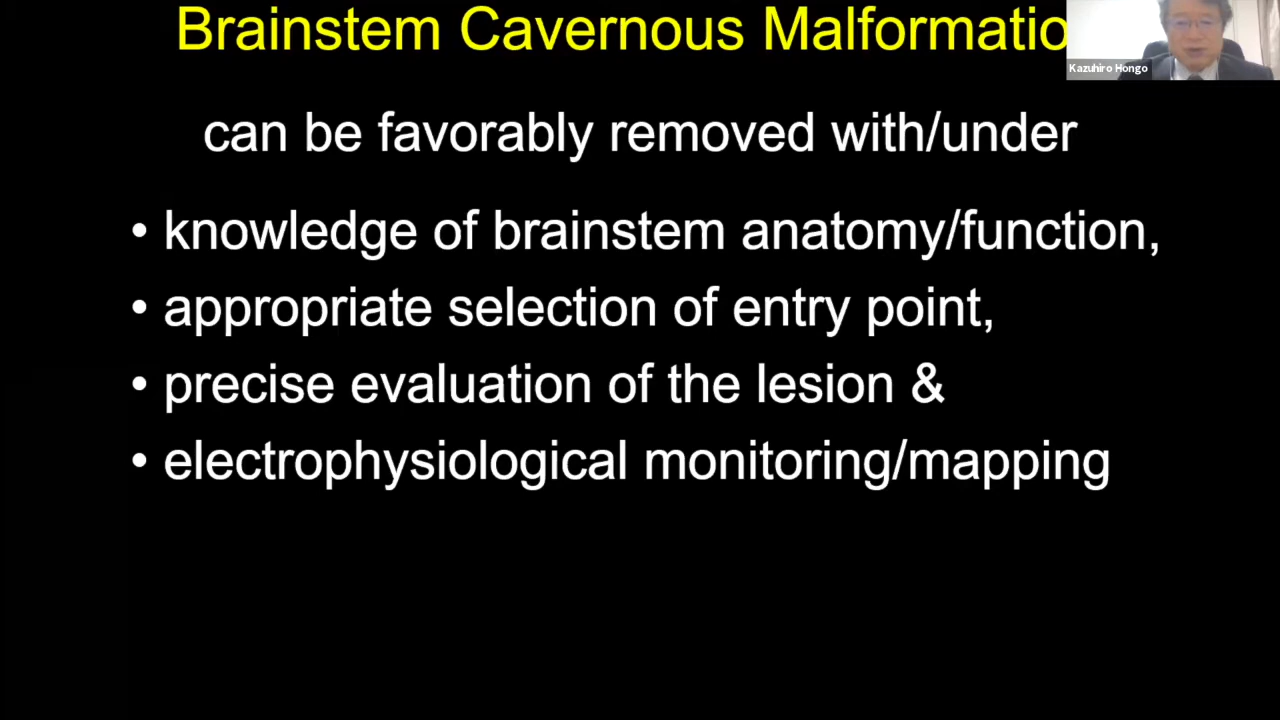 Brainstem Cavernous Malformatio
Kazuhiro Hongo
can be favorably removed with/under
• knowledge of brainstem anatomy/function,
• appropriate selection of entry point,
• precise evaluation of the lesion &
• electrophysiological monitoring/mapping